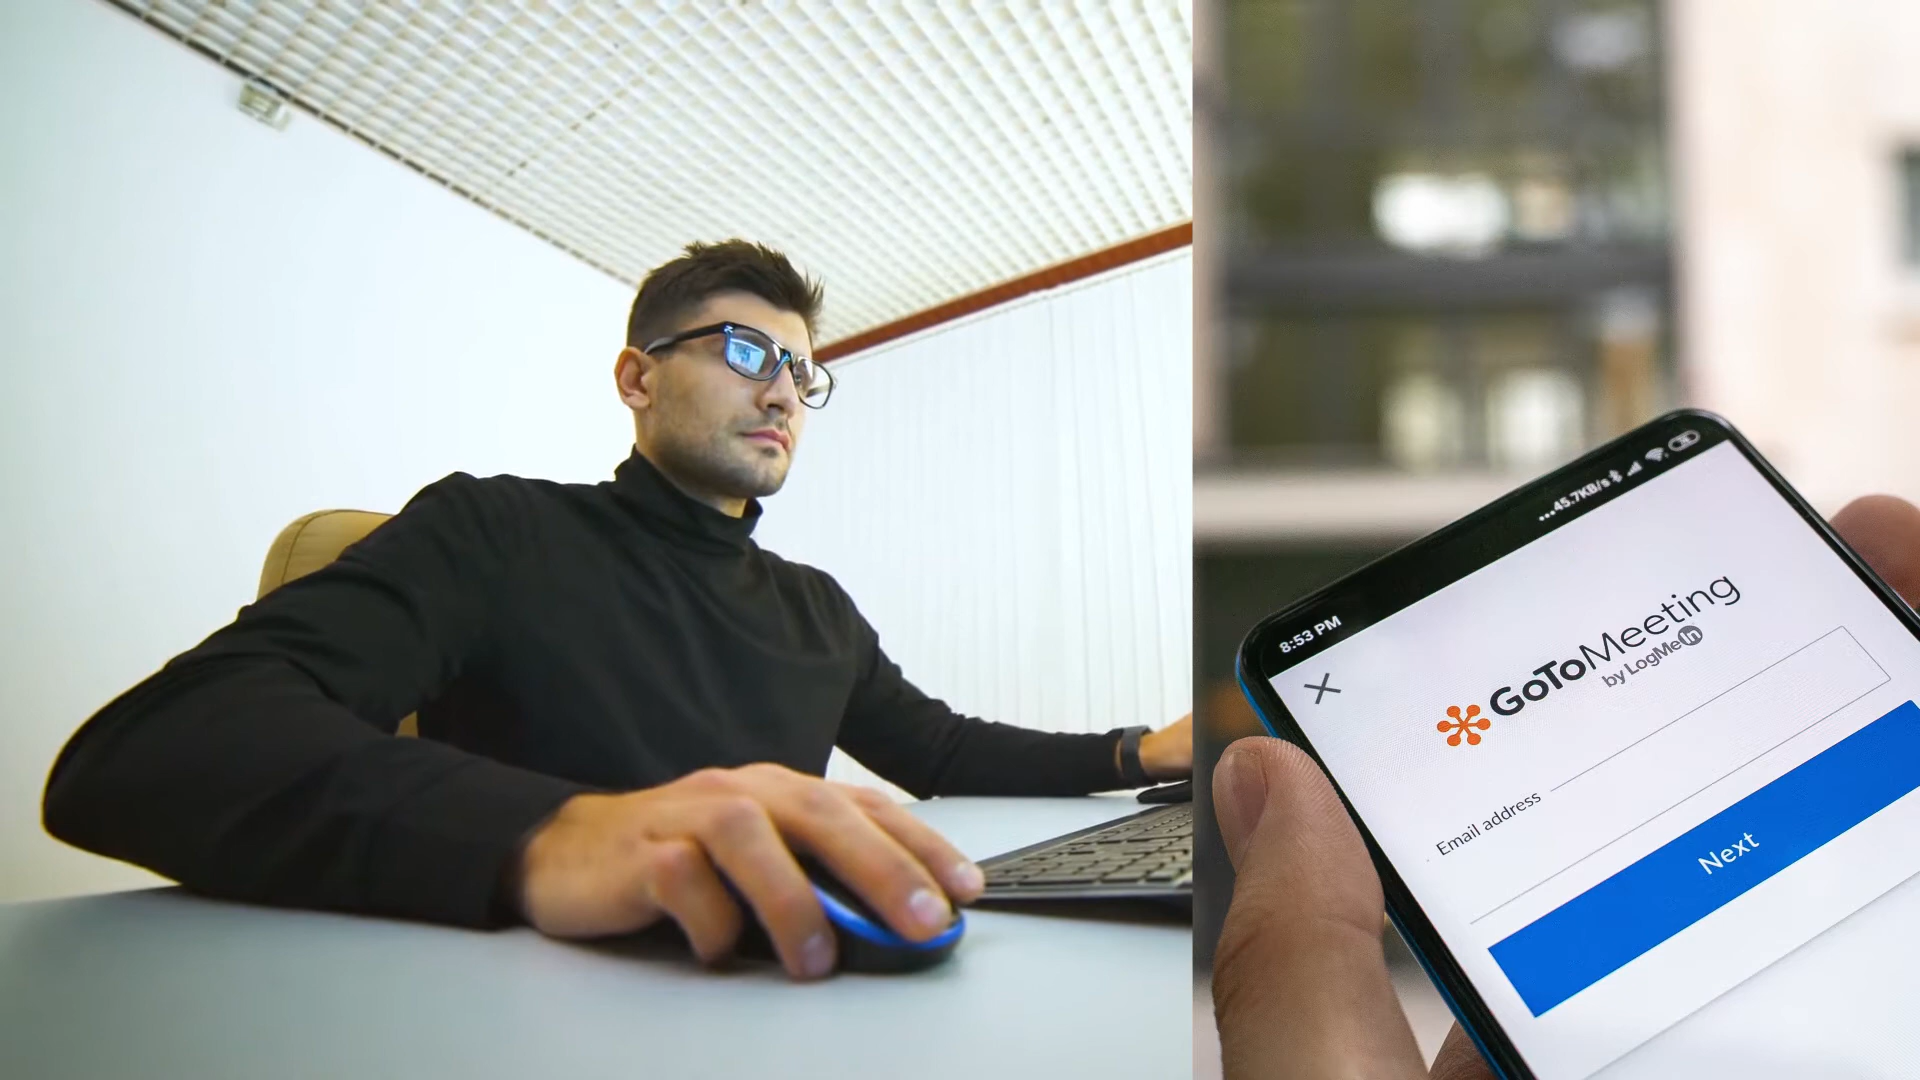 8:53 PM
...45.7KB/s
GoToMeeting
by LogMeIn
Email address
Next